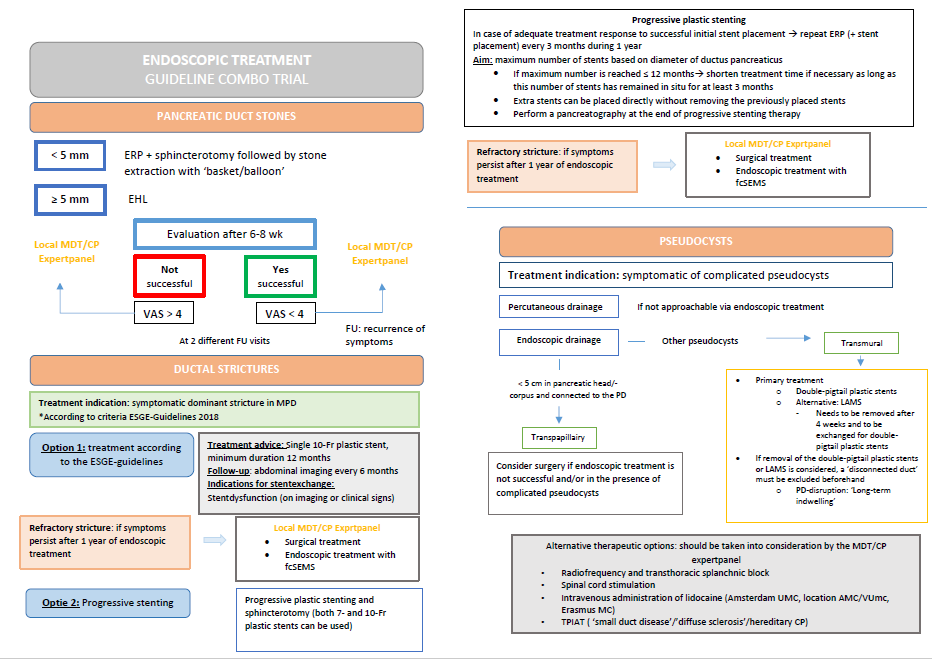 ENDOSCOPIC TREATMENT
GUIDELINE COMBO TRIAL
PANCREATIC DUCT STONES
< 5 mm
ERP + sphincterotomy followed by stone
extraction with ‘basket/balloon’
≥ 5 mm
EHL
Evaluation after 6-8 wk
Local MDT/CP
Expertpanel
Not
successful
Yes
successful
Local MDT/CP
Expertpanel
VAS > 4
VAS < 4
At 2 different FU visits
FU: recurrence of
symptoms
DUCTAL STRICTURES
Treatment indication: symptomatic dominant stricture in MPD
*According to criteria ESGE-Guidelines 2018
Option 1: treatment according
to the ESGE-guidelines
Treatment advice: Single 10-Fr plastic stent,
minimum duration 12 months
Follow-up: abdominal imaging every 6 months
Indications for stentexchange:
Stentdysfunction (on imaging or clinical signs)
Refractory stricture: if symptoms
persist after 1 year of endoscopic
treatment
Local MDT/CP Exprtpanel
• Surgical treatment
• Endoscopic treatment with
fcSEMS
Optie 2: Progressive stenting
Progressive plastic stenting and
sphincterotomy (both 7- and 10-Fr
plastic stents can be used)
Progressive plastic stenting
In case of adequate treatment response to successful initial stent placement → repeat ERP (+ stent
placement) every 3 months during 1 year
Aim: maximum number of stents based on diameter of ductus pancreaticus
• If maximum number is reached ≤ 12 months→ shorten treatment time if necessary as long as
this number of stents has remained in situ for at least 3 months
• Extra stents can be placed directly without removing the previously placed stents
• Perform a pancreatography at the end of progressive stenting therapy
Refractory stricture: if symptoms
persist after 1 year of endoscopic
treatment
Local MDT/CP Exprtpanel
• Surgical treatment
• Endoscopic treatment with
fcSEMS
PSEUDOCYSTS
Treatment indication: symptomatic of complicated pseudocysts
Percutaneous drainage
If not approachable via endoscopic treatment
Endoscopic drainage
Other pseudocysts
Transmural
< 5 cm in pancreatic head/-
corpus and connected to the PD
Transpapillairy
Consider surgery if endoscopic treatment is
not successful and/or in the presence of
complicated pseudocysts
• Primary treatment
o Double-pigtail plastic stents
o Alternative: LAMS
- Needs to be removed after
4 weeks and to be
exchanged for double-
pigtail plastic stents
• If removal of the double-pigtail plastic stents
or LAMS is considered, a ‘disconnected duct’
must be excluded beforehand
o PD-disruption: ‘Long-term
indwelling’
Alternative therapeutic options: should be taken into consideration by the MDT/CP
expertpanel
• Radiofrequency and transthoracic splanchnic block
• Spinal cord stimulation
• Intravenous administration of lidocaine (Amsterdam UMC, location AMC/VUmc,
Erasmus MC)
• TPIAT ( ‘small duct disease’/‘diffuse sclerosis’/hereditary CP)